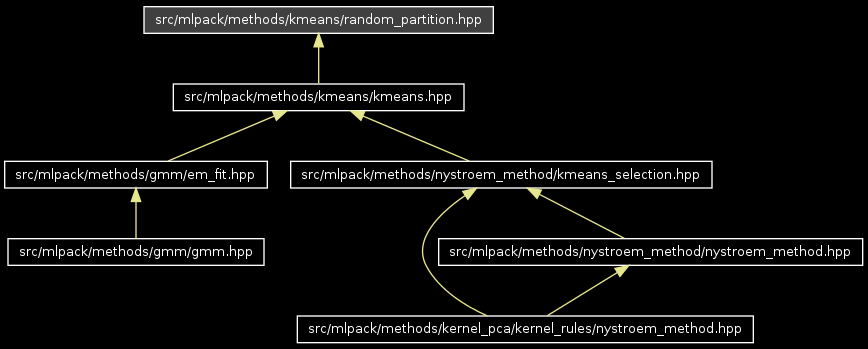 src/mlpack/methods/kmeans/random_partition.hpp
src/mlpack/methods/kmeans/kmeans.hpp
src/mlpack/methods/gmm/em_fit.hpp
src/mlpack/methods/nystroem_method/kmeans_selection.hpp
src/mlpack/methods/gmm/gmm.hpp
src/mlpack/methods/nystroem_method/nystroem_method.hpp
src/mlpack/methods/kernel_pca/kernel_rules/nystroem_method.hpp